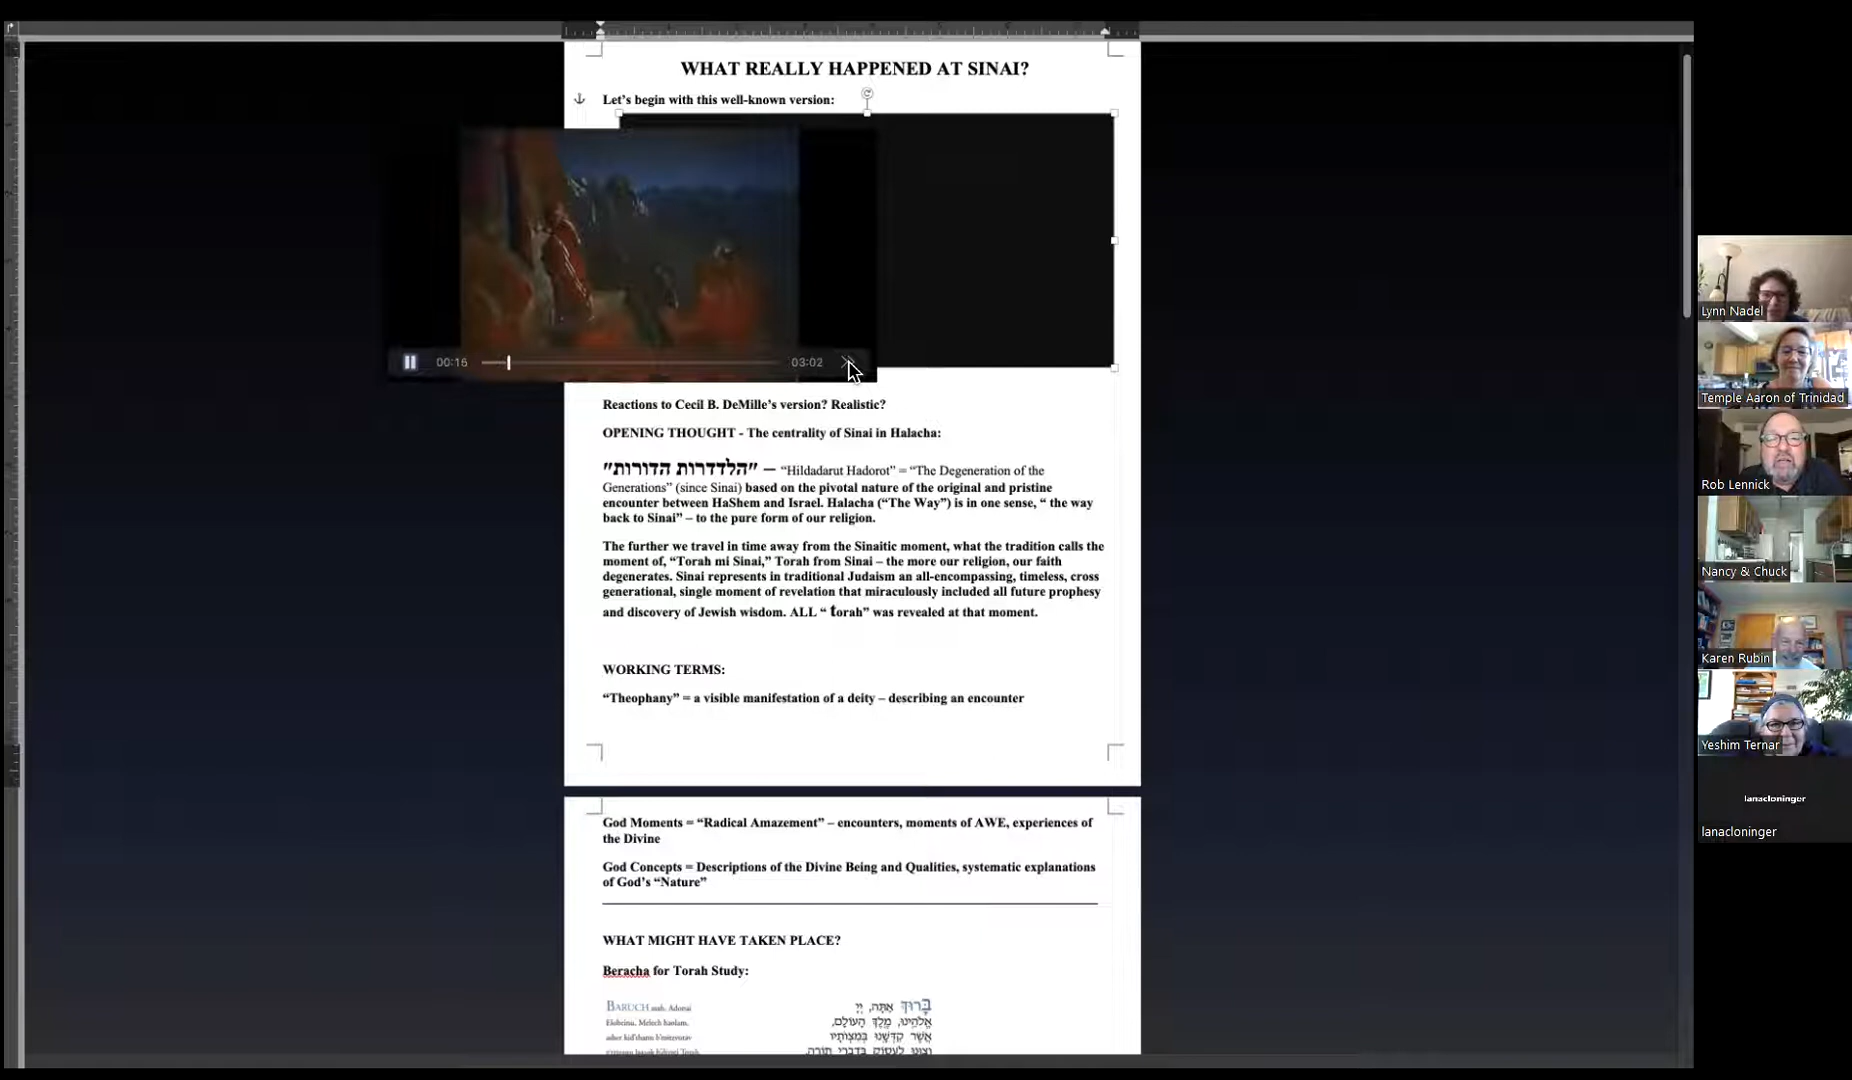 WHAT REALLY HAPPENED AT SINAI?
Let’s begin with this well-known version:
00:16
03:02
Reactions to Cecil B. DeMille’s version? Realistic?
OPENING THOUGHT - The centrality of Sinai in Halacha:
"הלדדרות הדורות" — “Hildadarut Hadorot” = “The Degeneration of the
Generations” (since Sinai) based on the pivotal nature of the original and pristine
encounter between HaShem and Israel. Halacha (“The Way”) is in one sense, “ the way
back to Sinai” – to the pure form of our religion.
The further we travel in time away from the Sinaitic moment, what the tradition calls the
moment of, “Torah mi Sinai,” Torah from Sinai – the more our religion, our faith
degenerates. Sinai represents in traditional Judaism an all-encompassing, timeless, cross
generational, single moment of revelation that miraculously included all future prophesy
and discovery of Jewish wisdom. ALL “ torah” was revealed at that moment.
WORKING TERMS:
“Theophany” = a visible manifestation of a deity – describing an encounter
God Moments = “Radical Amazement” – encounters, moments of AWE, experiences of
the Divine
God Concepts = Descriptions of the Divine Being and Qualities, systematic explanations
of God’s “Nature”
WHAT MIGHT HAVE TAKEN PLACE?
Beracha for Torah Study:
BARUCH atah, Adonai
Eloheinu, Melech haolam,
asher kid'shanu b'mitzvotav
בָּרוּךְ אַתָּה, יְיָ
אֱלֹהֵינוּ, מֶלֶךְ הָעוֹלָם,
אֲשֶׁר קִדְּשָׁנוּ בְּמִצְוֹתָיו
וְצִוָּנוּ לַעֲסוֹק בְּדִבְרֵי תוֹרָה.
Lynn Nadel
Temple Aaron of Trinidad
Rob Lennick
Nancy & Chuck
Karen Rubin
Yeshim Ternar
lanacloninger
lanacloninger